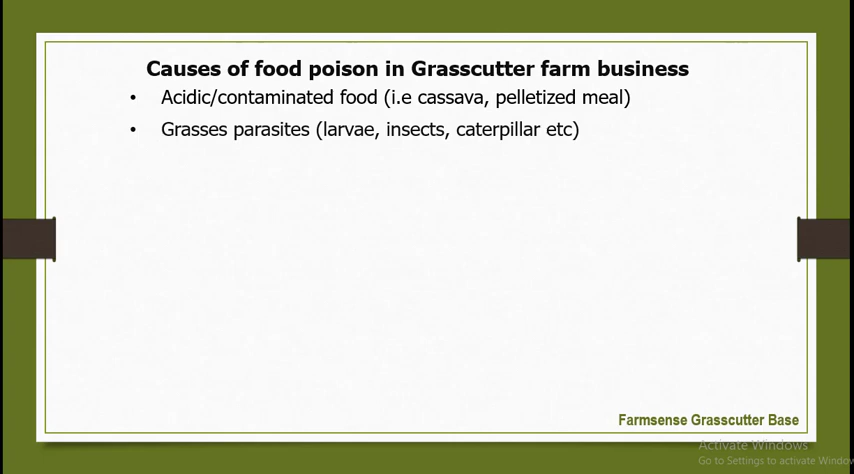 Causes of food poison in Grasscutter farm business
• Acidic/contaminated food (i.e cassava, pelletized meal)
• Grasses parasites (larvae, insects, caterpillar etc)
Farmsense Grasscutter Base
Activate Windows
Go to Settings to activate Window